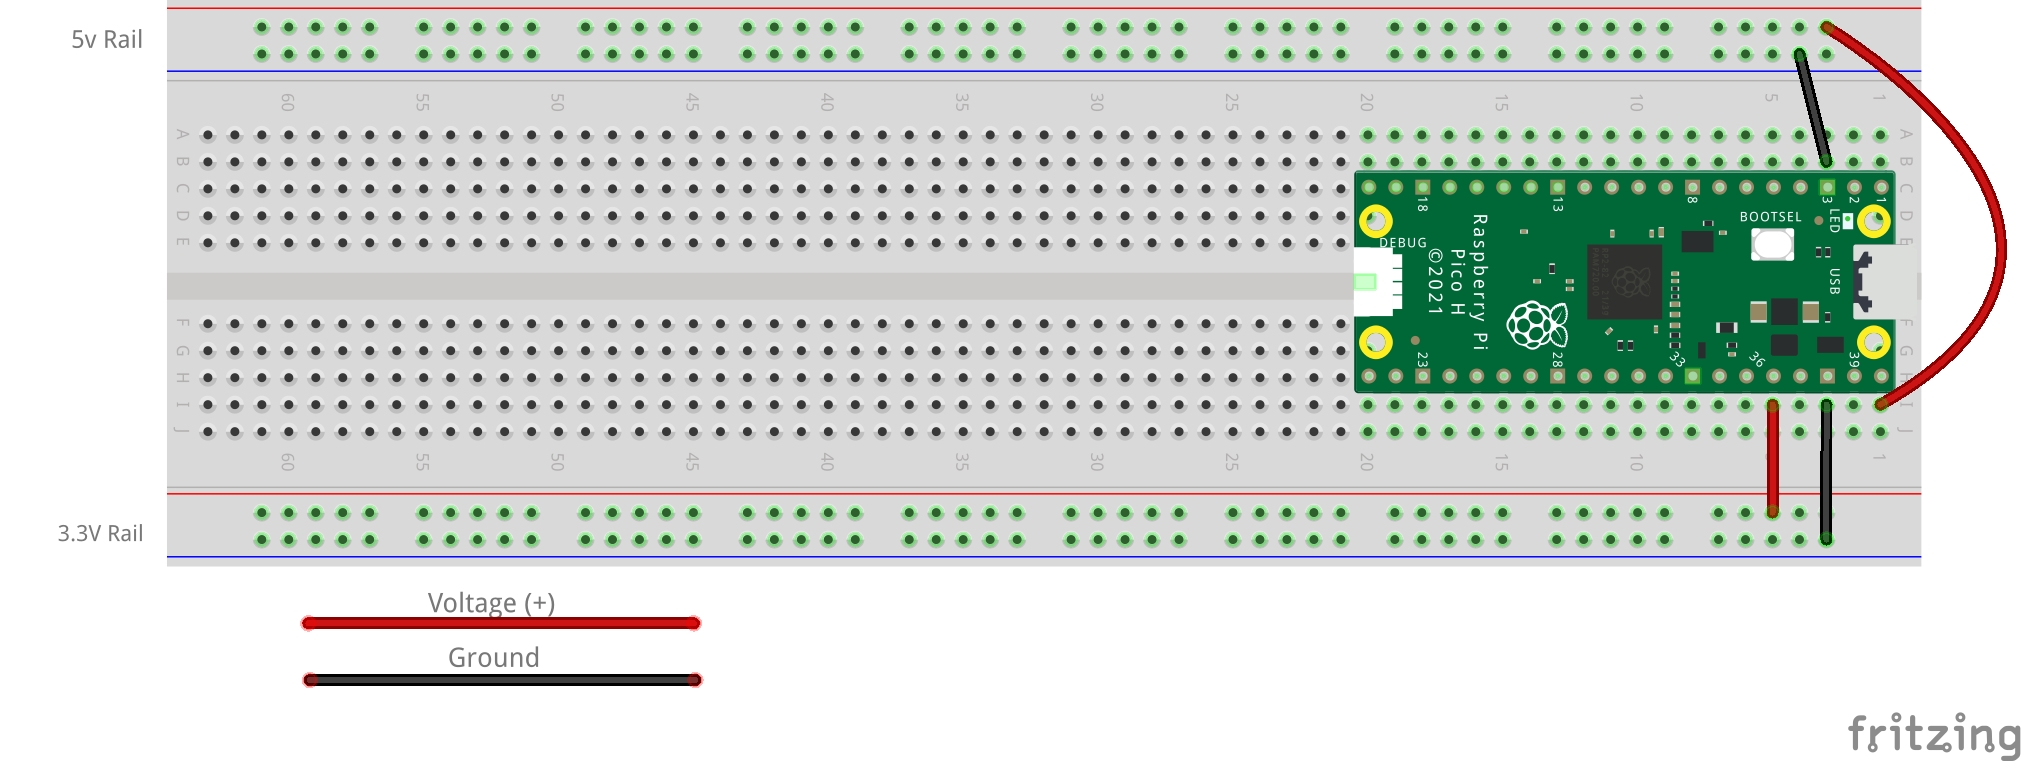 5v Rail
60 55 50 45 40 35 30 25 20 15 10 5 1
A A
B B
C C
D D
E E
18 13 8 3 2 1
DEBUG
BOOTSEL
LED
USB
Raspberry Pi
Pico H
©2021
23 28 33 36 39
F F
G G
H H
I I
J J
60 55 50 45 40 35 30 25 20 15 10 1
3.3V Rail
Voltage (+)
Ground
fritzing